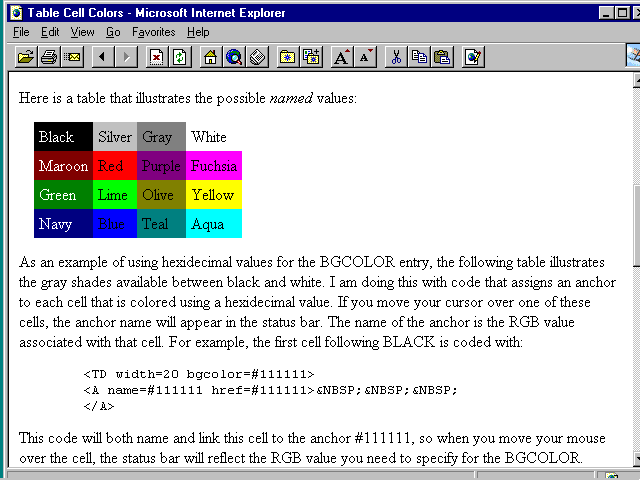 Table Cell Colors - Microsoft Internet Explorer
File Edit View Go Favorites Help
A A
Here is a table that illustrates the possible named values:
Black Silver Gray White
Maroon Red Purple Fuchsia
Green Lime Olive Yellow
Navy Blue Teal Aqua
As an example of using hexidecimal values for the BGCOLOR entry, the following table illustrates
the gray shades available between black and white. I am doing this with code that assigns an anchor
to each cell that is colored using a hexidecimal value. If you move your cursor over one of these
cells, the anchor name will appear in the status bar. The name of the anchor is the RGB value
associated with that cell. For example, the first cell following BLACK is coded with:
<TD width=20 bgcolor=#111111>
<A name=#111111 href=#111111>&NBSP;&NBSP;&NBSP;
</A>
This code will both name and link this cell to the anchor #111111, so when you move your mouse
over the cell, the status bar will reflect the RGB value you need to specify for the BGCOLOR.